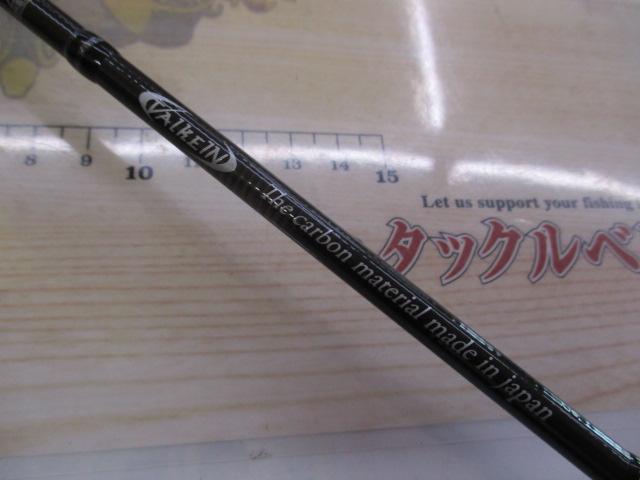 VALKEIN
The carbon material made in japan
8 9 10 13 14 15
Let us support your fishing
タックルベ